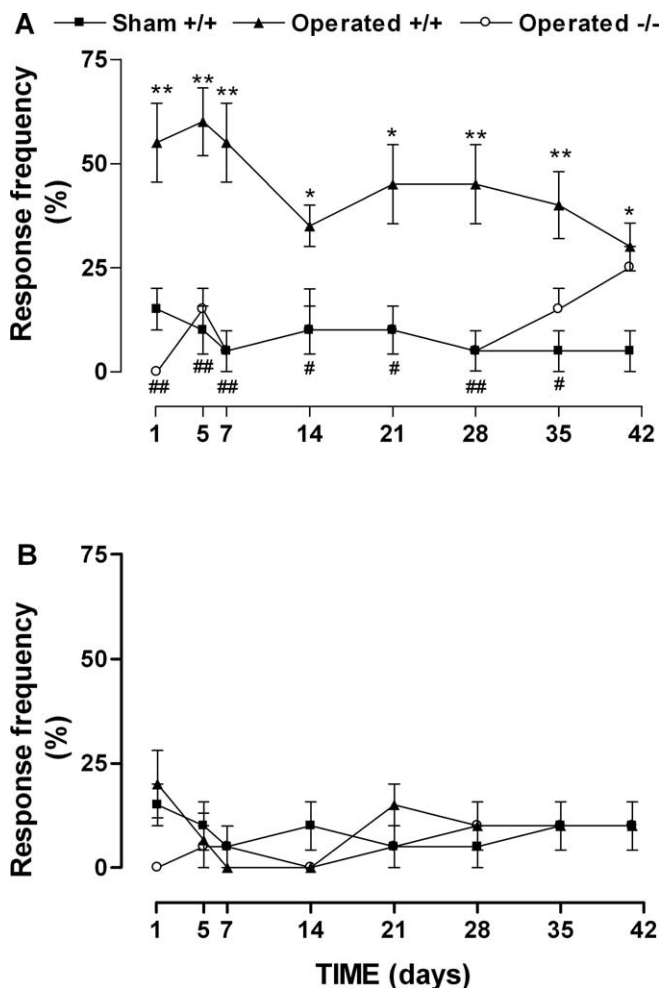 A
Sham +/+ Operated +/+ Operated -/-
75
50
25
0
Response frequency
(%)
** ** ** * * ** ** *
## ## ## # # ## #
1 5 7 14 21 28 35 42
B
75
50
25
0
Response frequency
(%)
1 5 7 14 21 28 35 42
TIME (days)